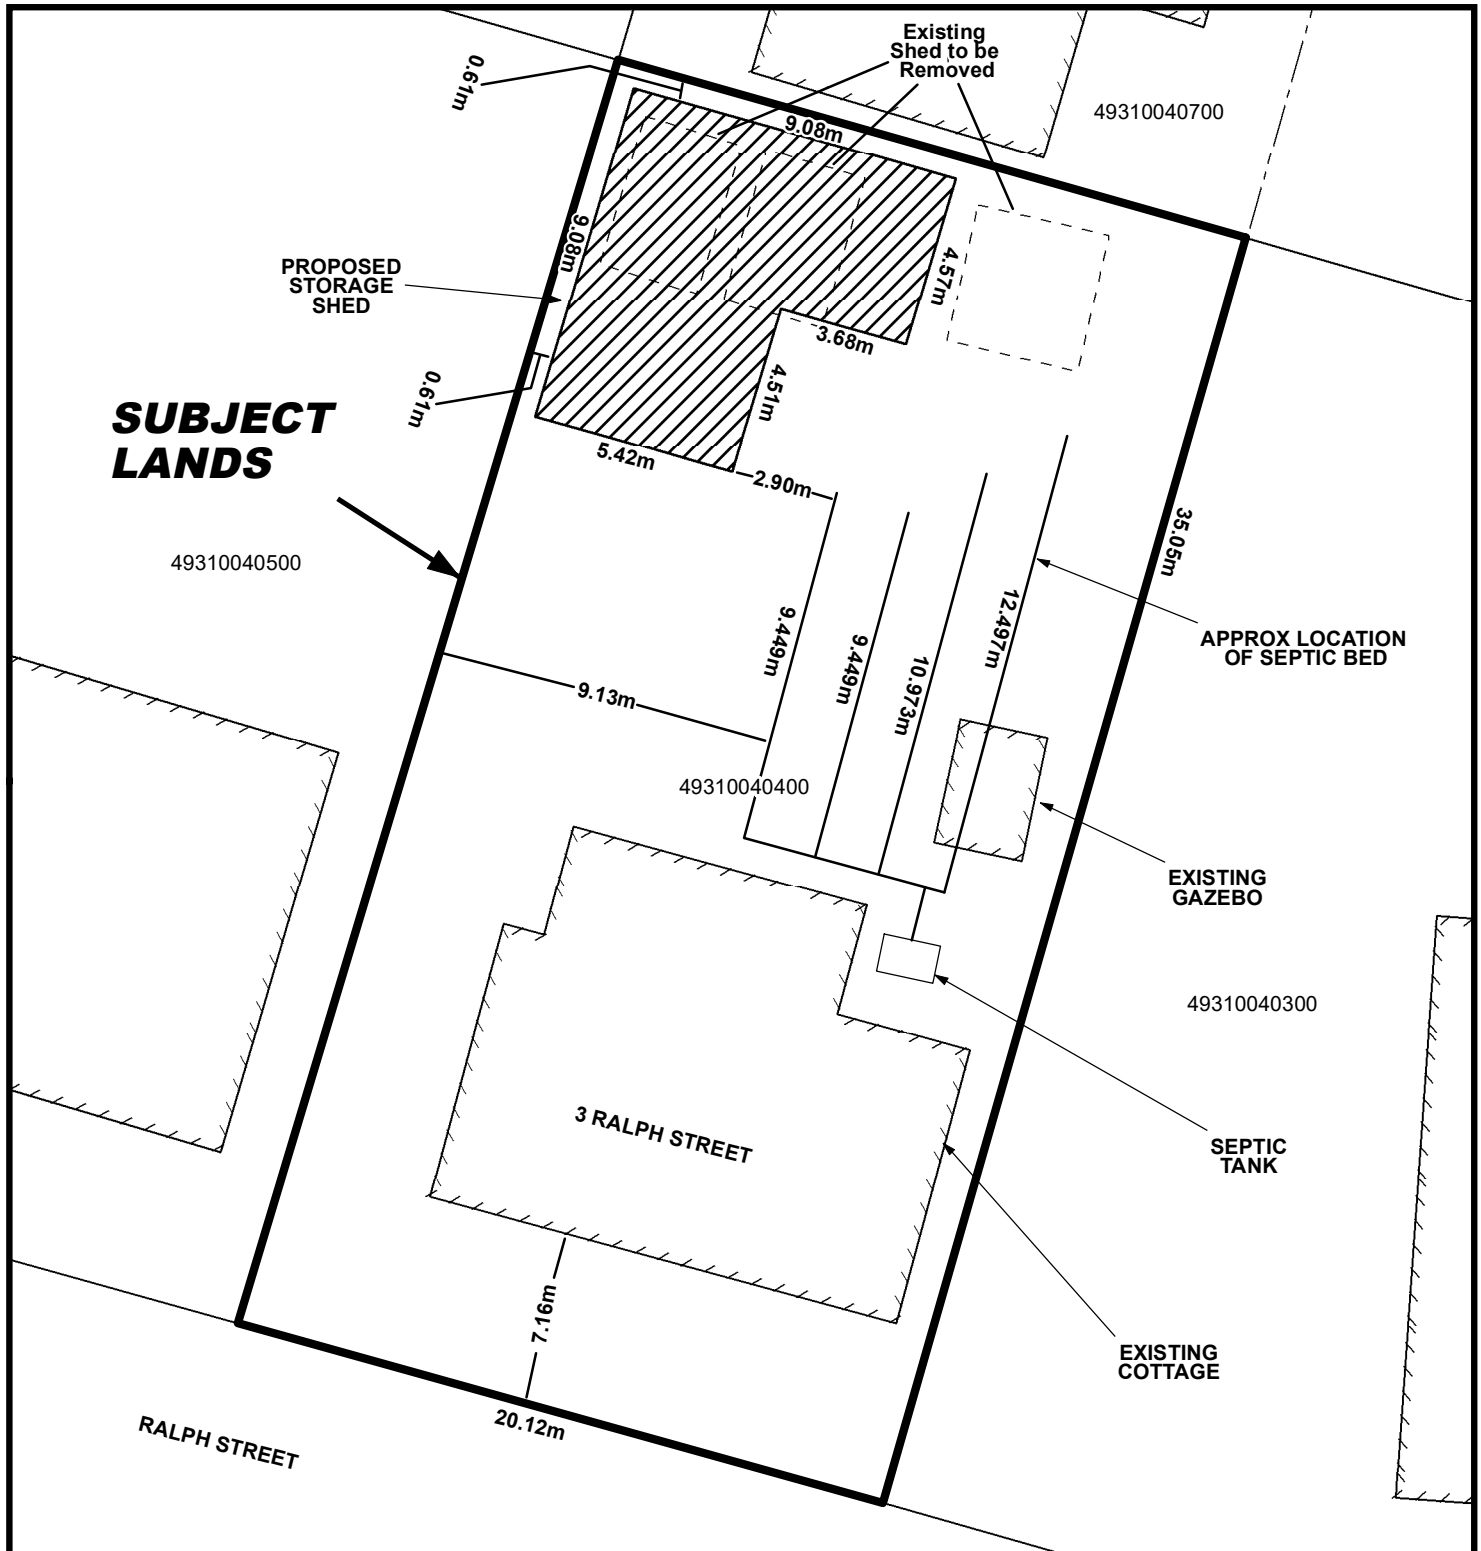 Existing
Shed to be
Removed
0.61m
49310040700
9.08m
9.08m
4.57m
PROPOSED
STORAGE
SHED
3.68m
0.61m
4.51m
SUBJECT
LANDS
5.42m
2.90m
35.05m
49310040500
9.449m
9.449m
10.973m
12.497m
APPROX LOCATION
OF SEPTIC BED
9.13m
49310040400
EXISTING
GAZEBO
49310040300
3 RALPH STREET
SEPTIC
TANK
7.16m
EXISTING
COTTAGE
20.12m
RALPH STREET